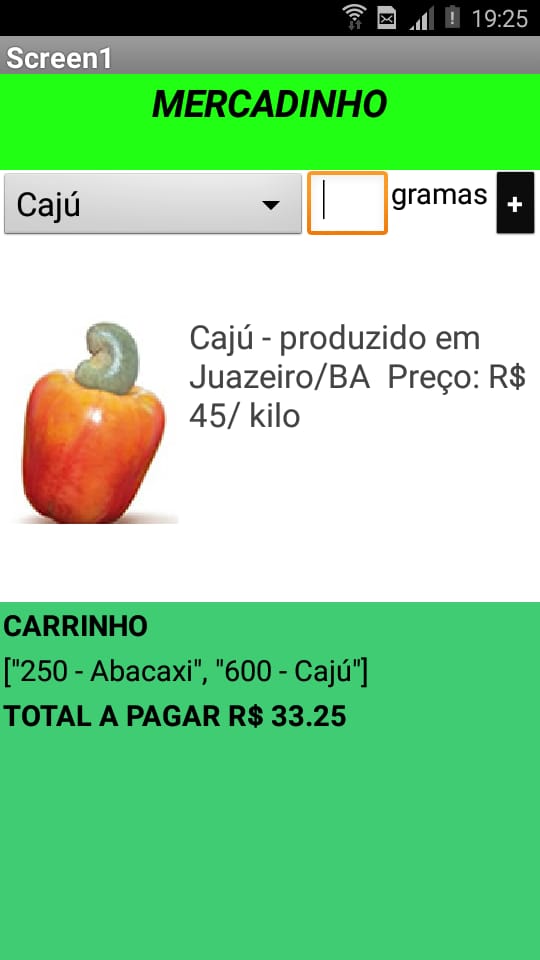 19:25
Screen1
MERCADINHO
Cajú
gramas
+
Cajú - produzido em
Juazeiro/BA  Preço: R$
45/ kilo
CARRINHO
["250 - Abacaxi", "600 - Cajú"]
TOTAL A PAGAR R$ 33.25